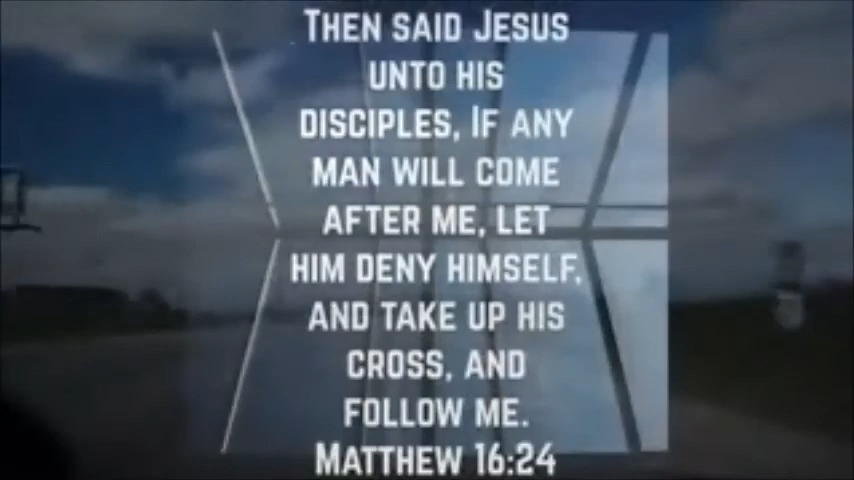 Then said Jesus
unto his
disciples, If any
man will come
after me, let
him deny himself,
and take up his
cross, and
follow me.
Matthew 16:24